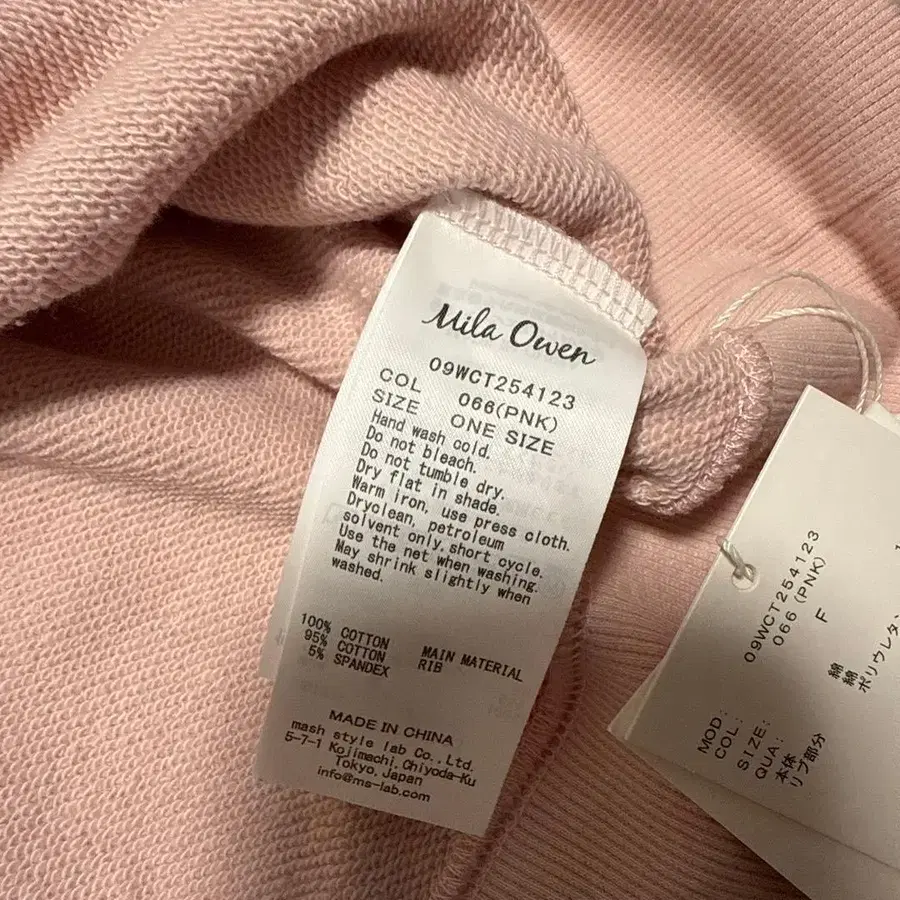 Mila Owen
09WCT254123
COL 066(PNK)
SIZE ONE SIZE
Hand wash cold.
Do not bleach.
Do not tumble dry.
Dry flat in shade.
Warm iron, use press cloth.
Dryclean, petroleum
solvent only, short cycle.
Use the net when washing.
May shrink slightly when
washed.
100% COTTON MAIN MATERIAL
95% COTTON RIB
5% SPANDEX
MADE IN CHINA
mash style lab Co.,Ltd.
5-7-1 Kojimachi, Chiyoda-Ku
Tokyo, Japan
info@ms-lab.com
MOD: 09WCT254123
COL: 066 (PNK)
SIZE: F
QUA:
本体 綿
リブ部分 綿
ポリウレタ